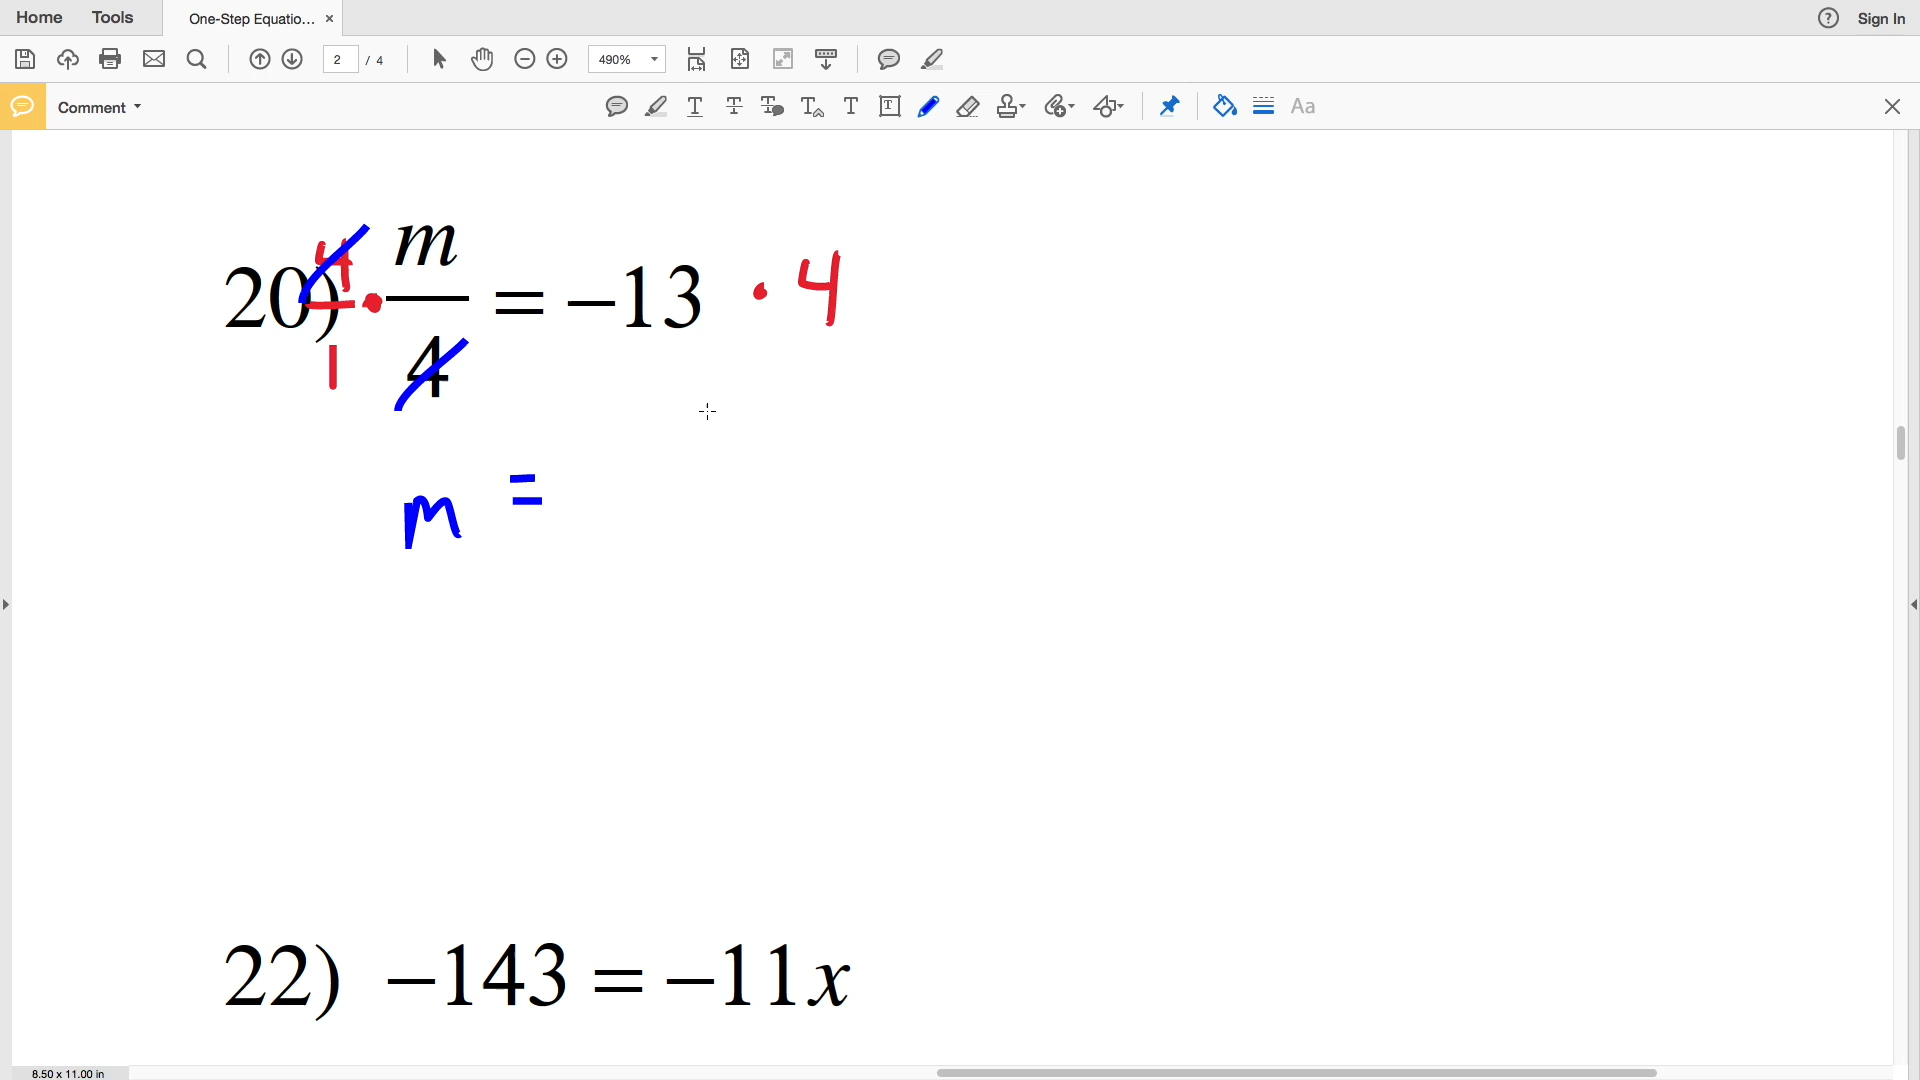 Home Tools One-Step Equatio... × ? Sign In
2 / 4 490%
Comment Aa
20) 4/1 · m/4 = −13 · 4
m =
22) −143 = −11x
8.50 x 11.00 in